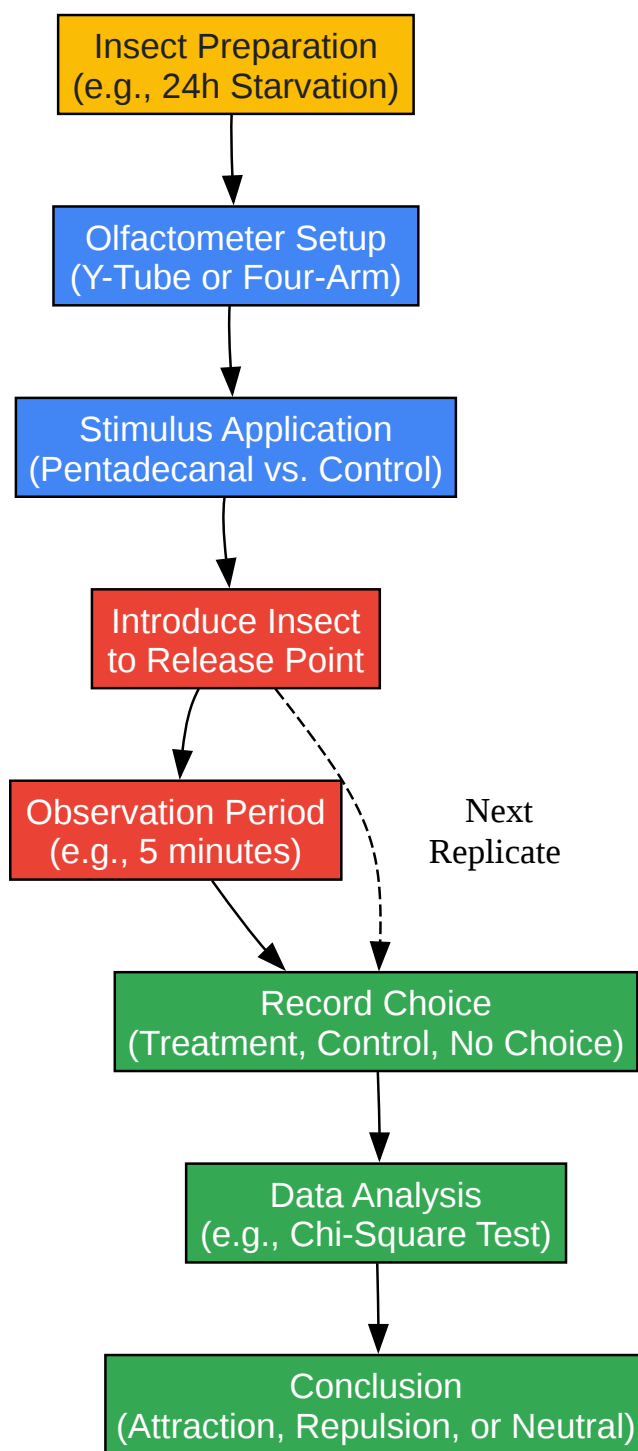 Insect Preparation
(e.g., 24h Starvation)
Olfactometer Setup
(Y-Tube or Four-Arm)
Stimulus Application
(Pentadecanal vs. Control)
Introduce Insect
to Release Point
Observation Period
(e.g., 5 minutes)
Next
Replicate
Record Choice
(Treatment, Control, No Choice)
Data Analysis
(e.g., Chi-Square Test)
Conclusion
(Attraction, Repulsion, or Neutral)